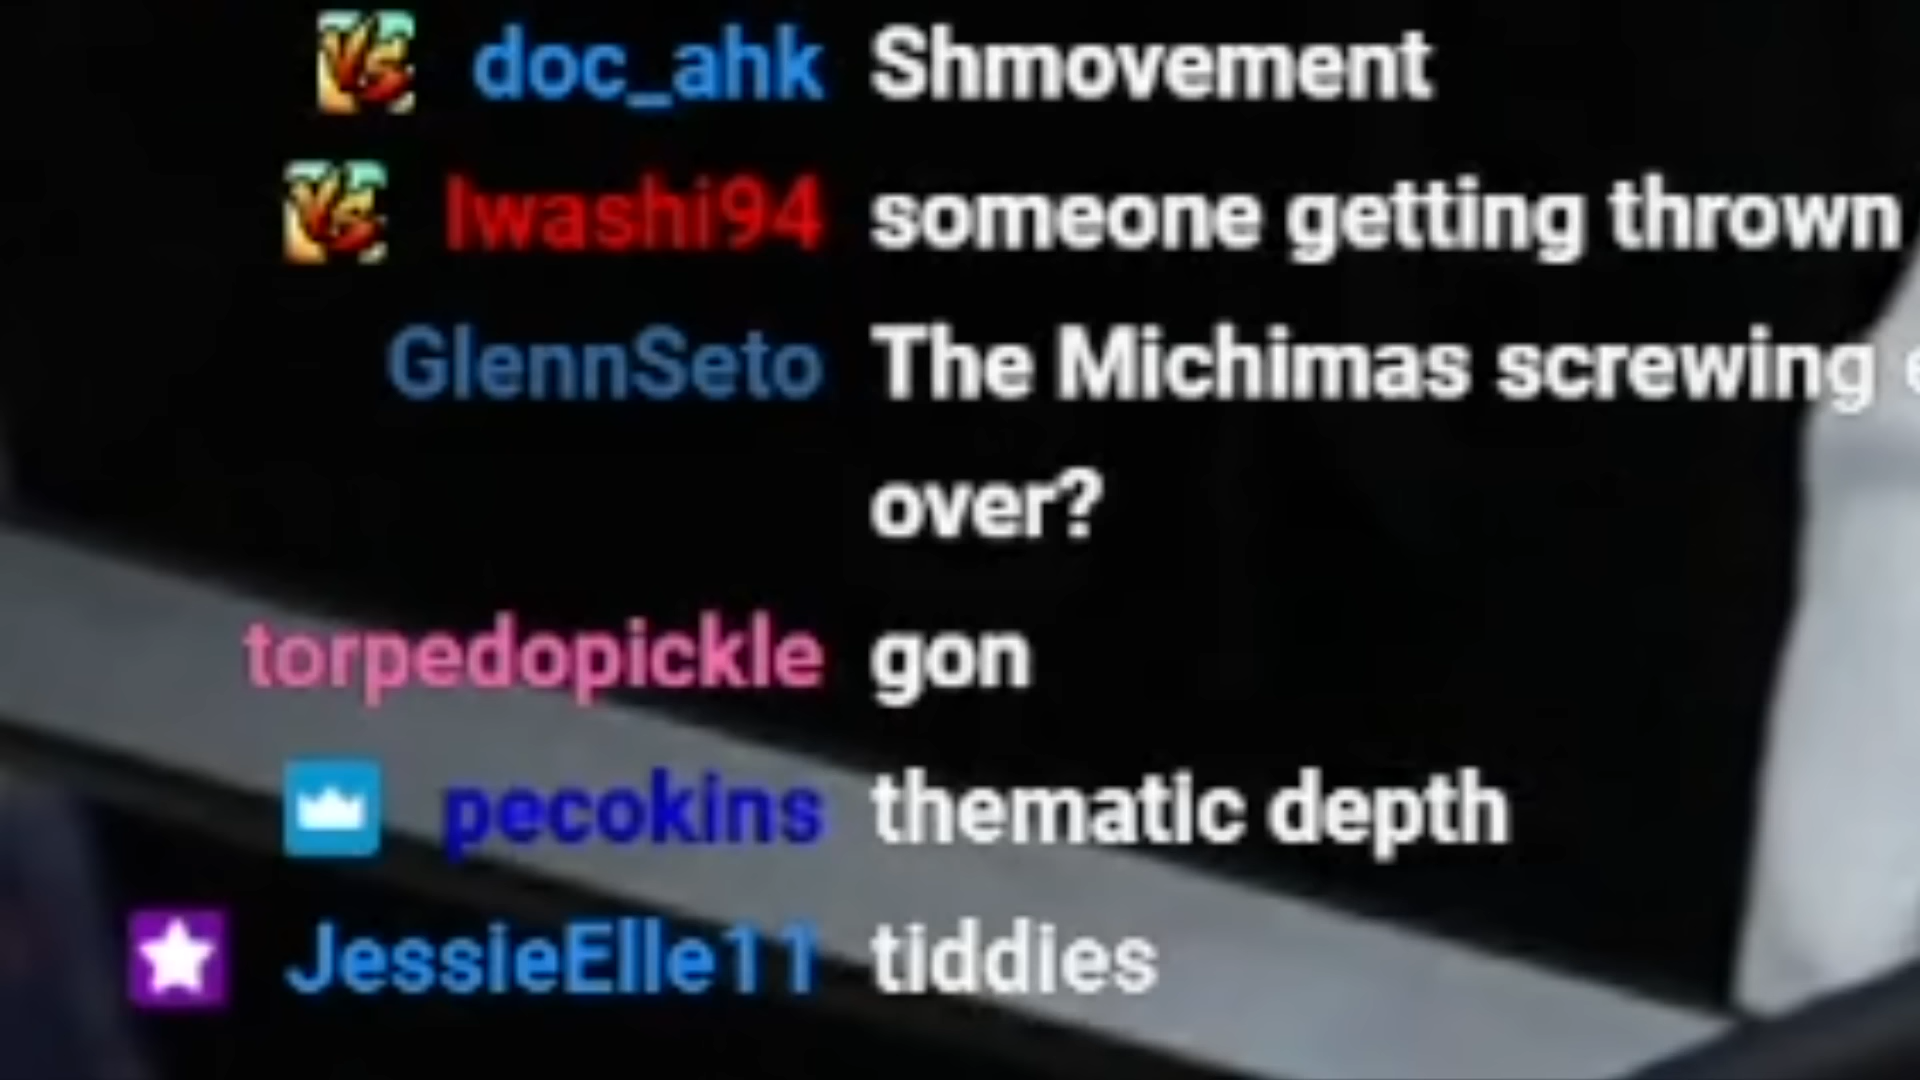 doc_ahk Shmovement
Iwashi94 someone getting thrown
GlennSeto The Michimas screwing
over?
torpedopickle gon
pecokins thematic depth
JessieElle11 tiddies